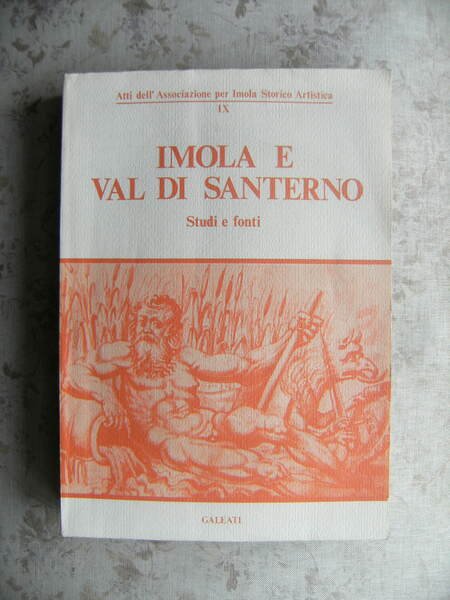 Atti dell'Associazione per Imola Storico Artistica
IX
IMOLA E
VAL DI SANTERNO
Studi e fonti
GALEATI